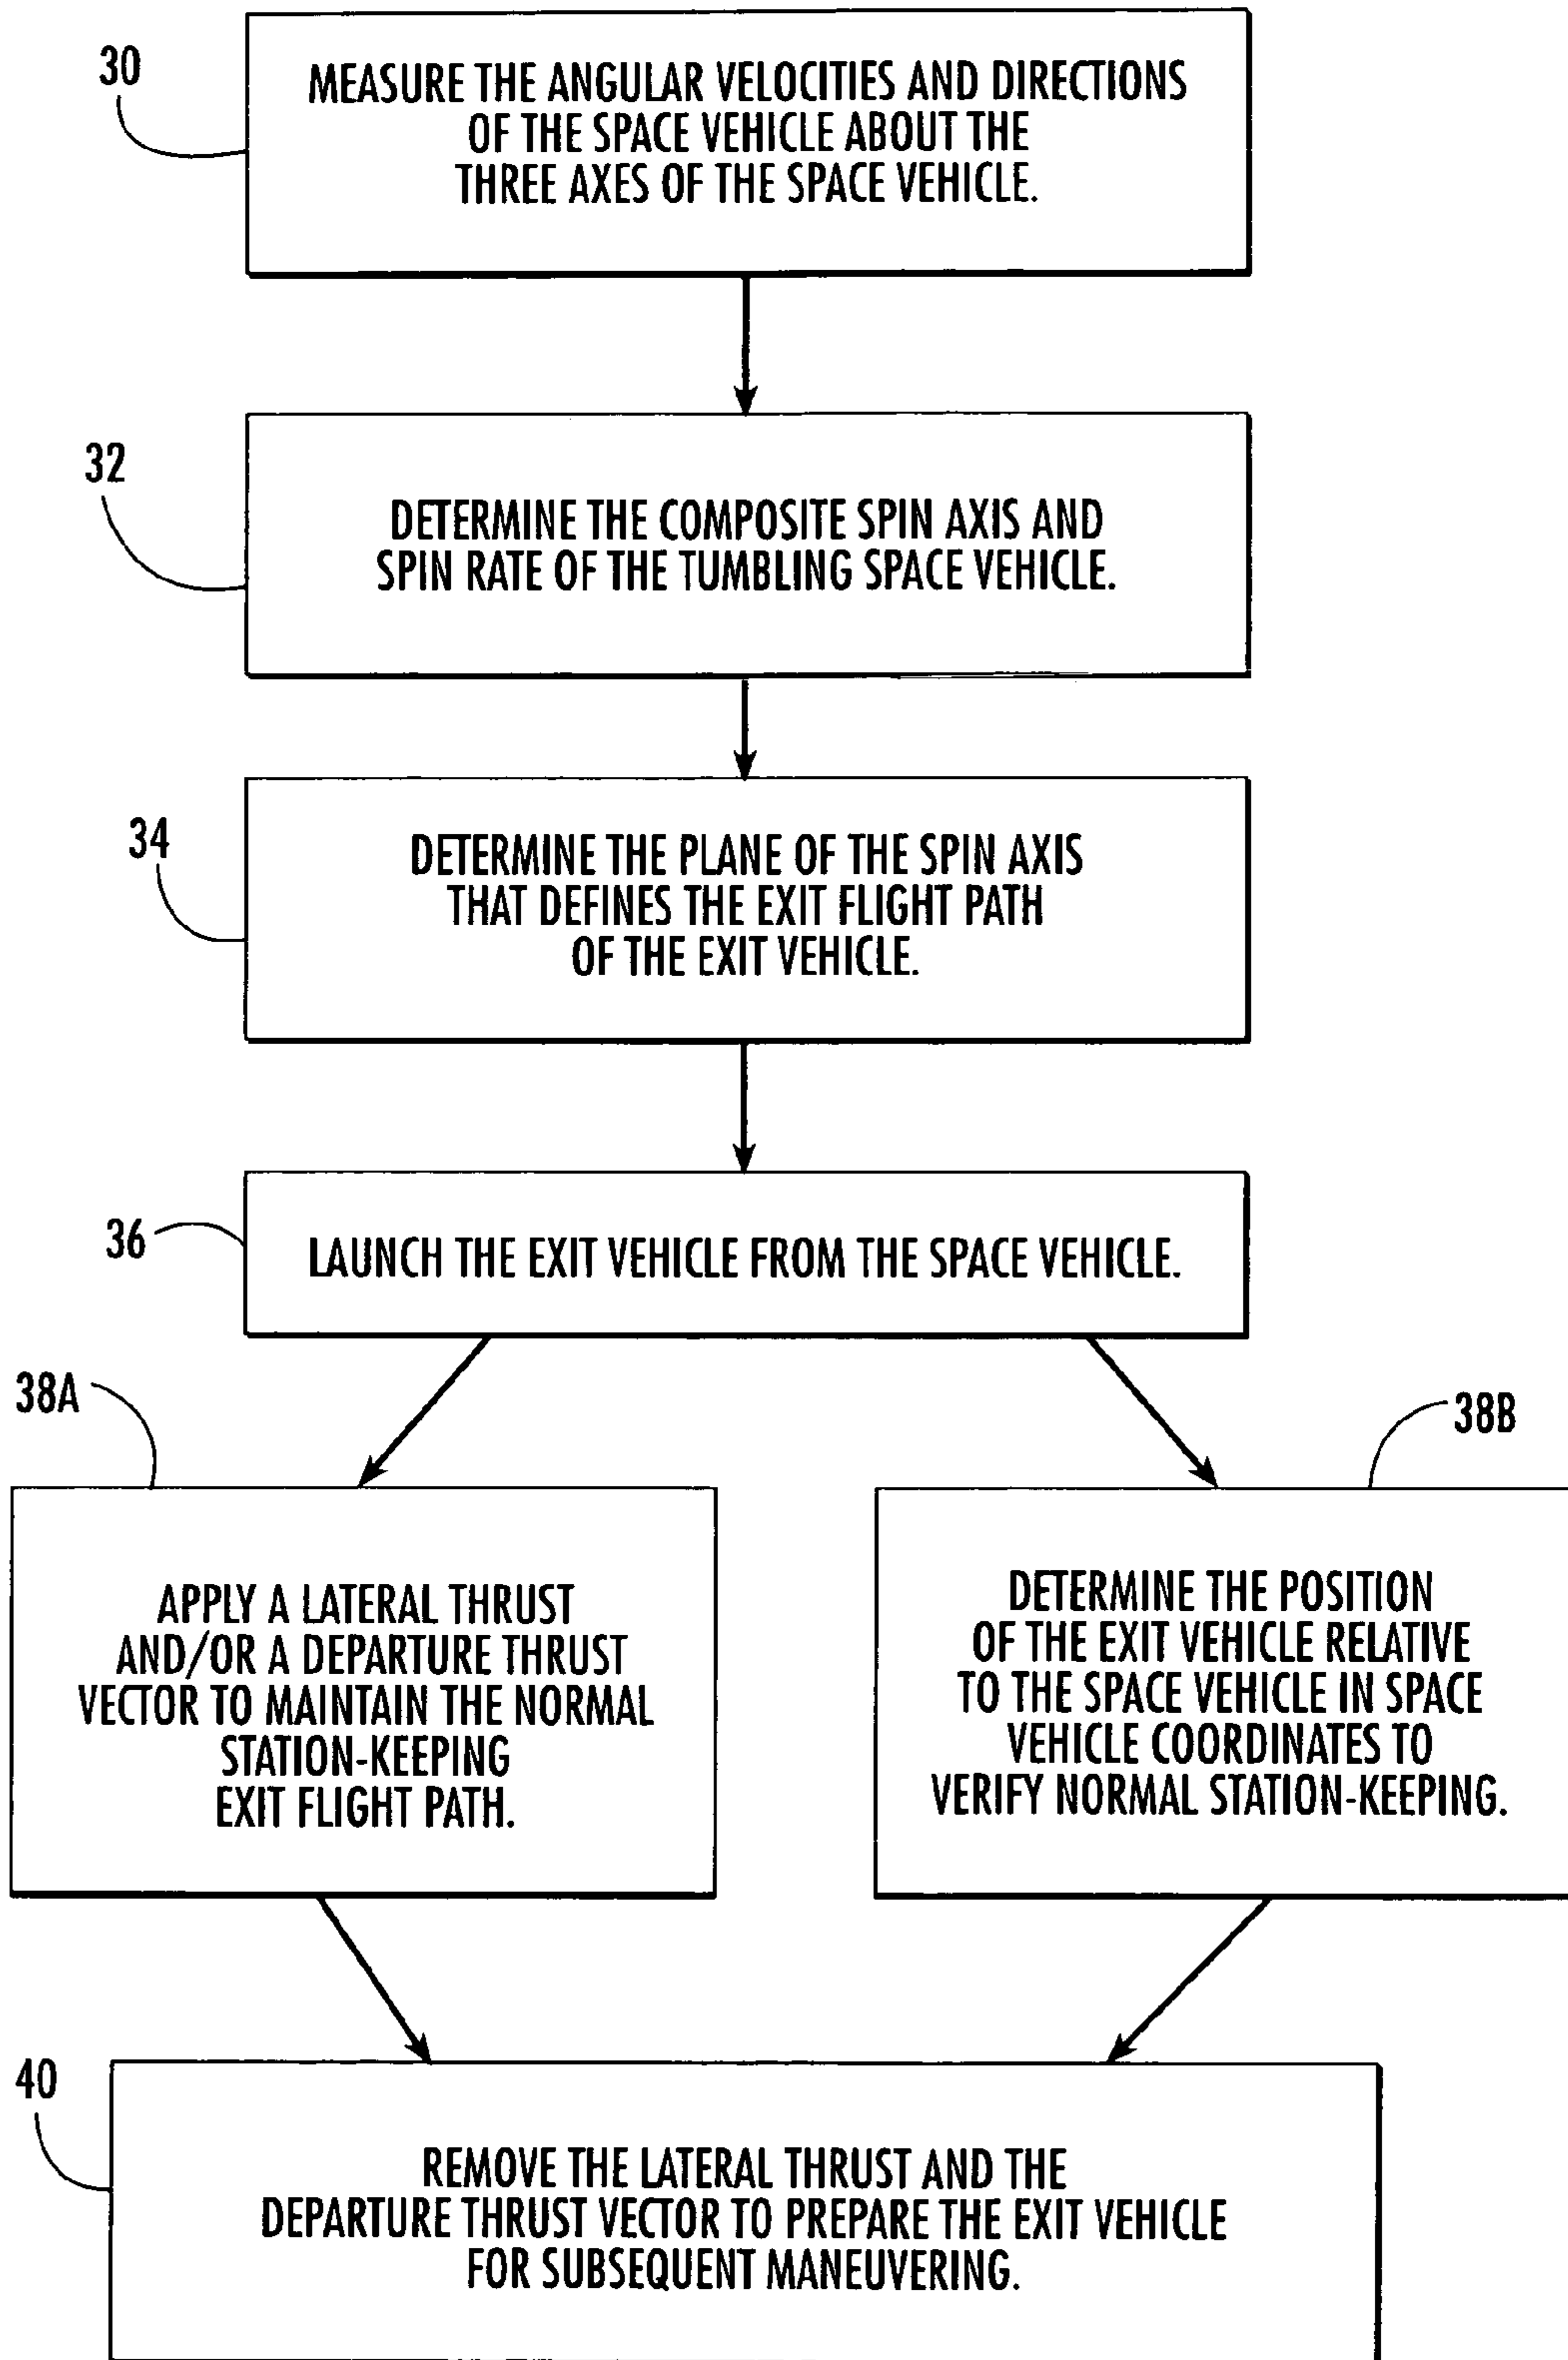 30
MEASURE THE ANGULAR VELOCITIES AND DIRECTIONS
OF THE SPACE VEHICLE ABOUT THE
THREE AXES OF THE SPACE VEHICLE.
32
DETERMINE THE COMPOSITE SPIN AXIS AND
SPIN RATE OF THE TUMBLING SPACE VEHICLE.
34
DETERMINE THE PLANE OF THE SPIN AXIS
THAT DEFINES THE EXIT FLIGHT PATH
OF THE EXIT VEHICLE.
36
LAUNCH THE EXIT VEHICLE FROM THE SPACE VEHICLE.
38A
APPLY A LATERAL THRUST
AND/OR A DEPARTURE THRUST
VECTOR TO MAINTAIN THE NORMAL
STATION-KEEPING
EXIT FLIGHT PATH.
38B
DETERMINE THE POSITION
OF THE EXIT VEHICLE RELATIVE
TO THE SPACE VEHICLE IN SPACE
VEHICLE COORDINATES TO
VERIFY NORMAL STATION-KEEPING.
40
REMOVE THE LATERAL THRUST AND THE
DEPARTURE THRUST VECTOR TO PREPARE THE EXIT VEHICLE
FOR SUBSEQUENT MANEUVERING.